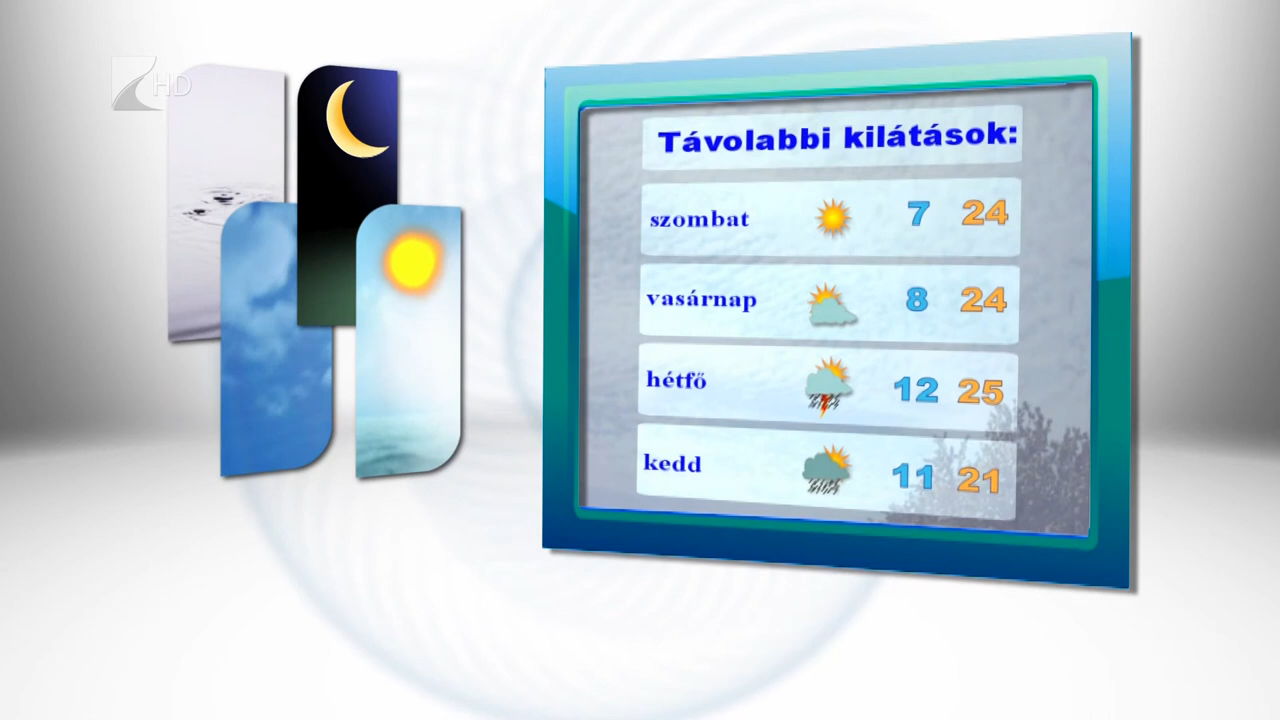 HD
Távolabbi kilátások:
szombat 7 24
vasárnap 8 24
hétfő 12 25
kedd 11 21